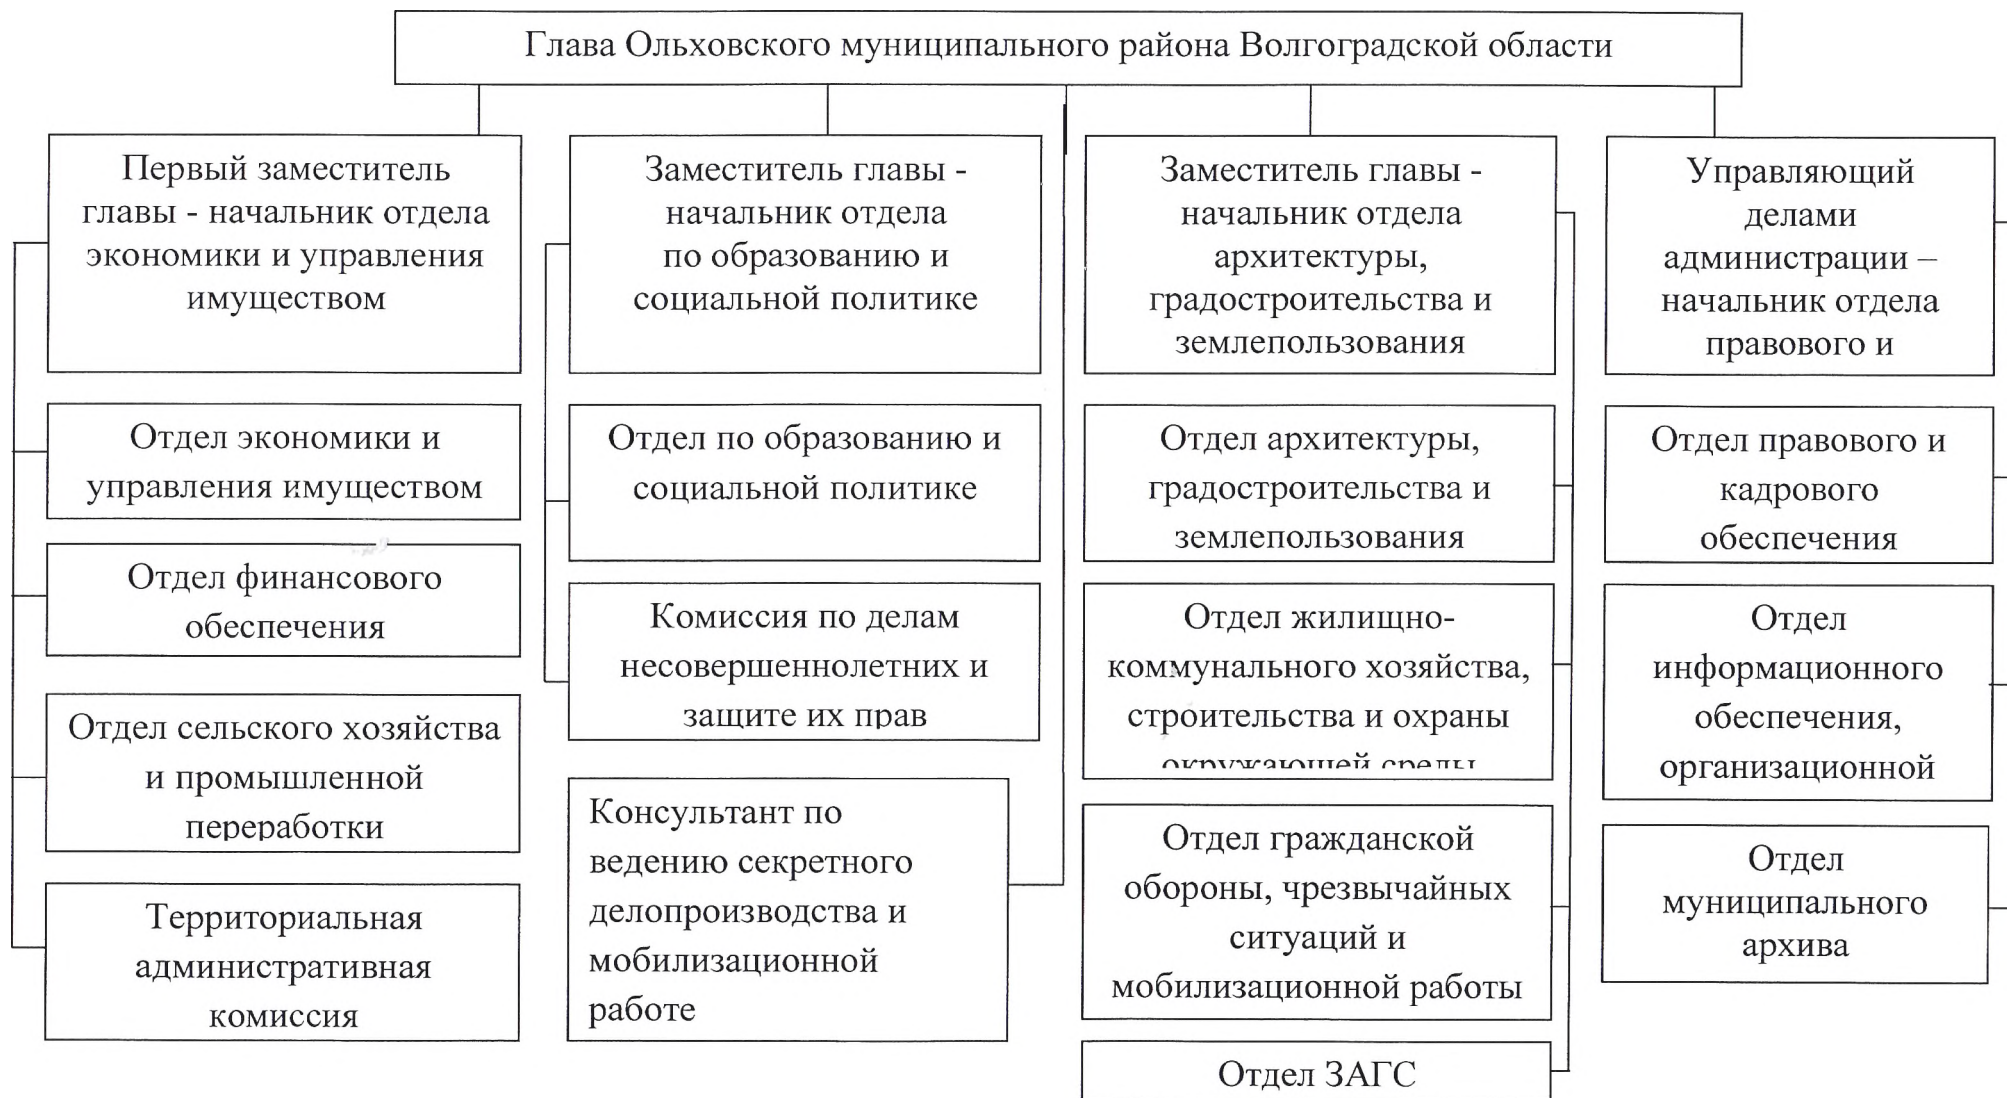 Глава Ольховского муниципального района Волгоградской области
Первый заместитель
главы - начальник отдела
экономики и управления
имуществом
Отдел экономики и
управления имуществом
Отдел финансового
обеспечения
Отдел сельского хозяйства
и промышленной
переработки
Территориальная
административная
комиссия
Заместитель главы -
начальник отдела
по образованию и
социальной политике
Отдел по образованию и
социальной политике
Комиссия по делам
несовершеннолетних и
защите их прав
Консультант по
ведению секретного
делопроизводства и
мобилизационной
работе
Заместитель главы -
начальник отдела
архитектуры,
градостроительства и
землепользования
Отдел архитектуры,
градостроительства и
землепользования
Отдел жилищно-
коммунального хозяйства,
строительства и охраны
окружающей среды
Отдел гражданской
обороны, чрезвычайных
ситуаций и
мобилизационной работы
Отдел ЗАГС
Управляющий
делами
администрации –
начальник отдела
правового и
Отдел правового и
кадрового
обеспечения
Отдел
информационного
обеспечения,
организационной
Отдел
муниципального
архива